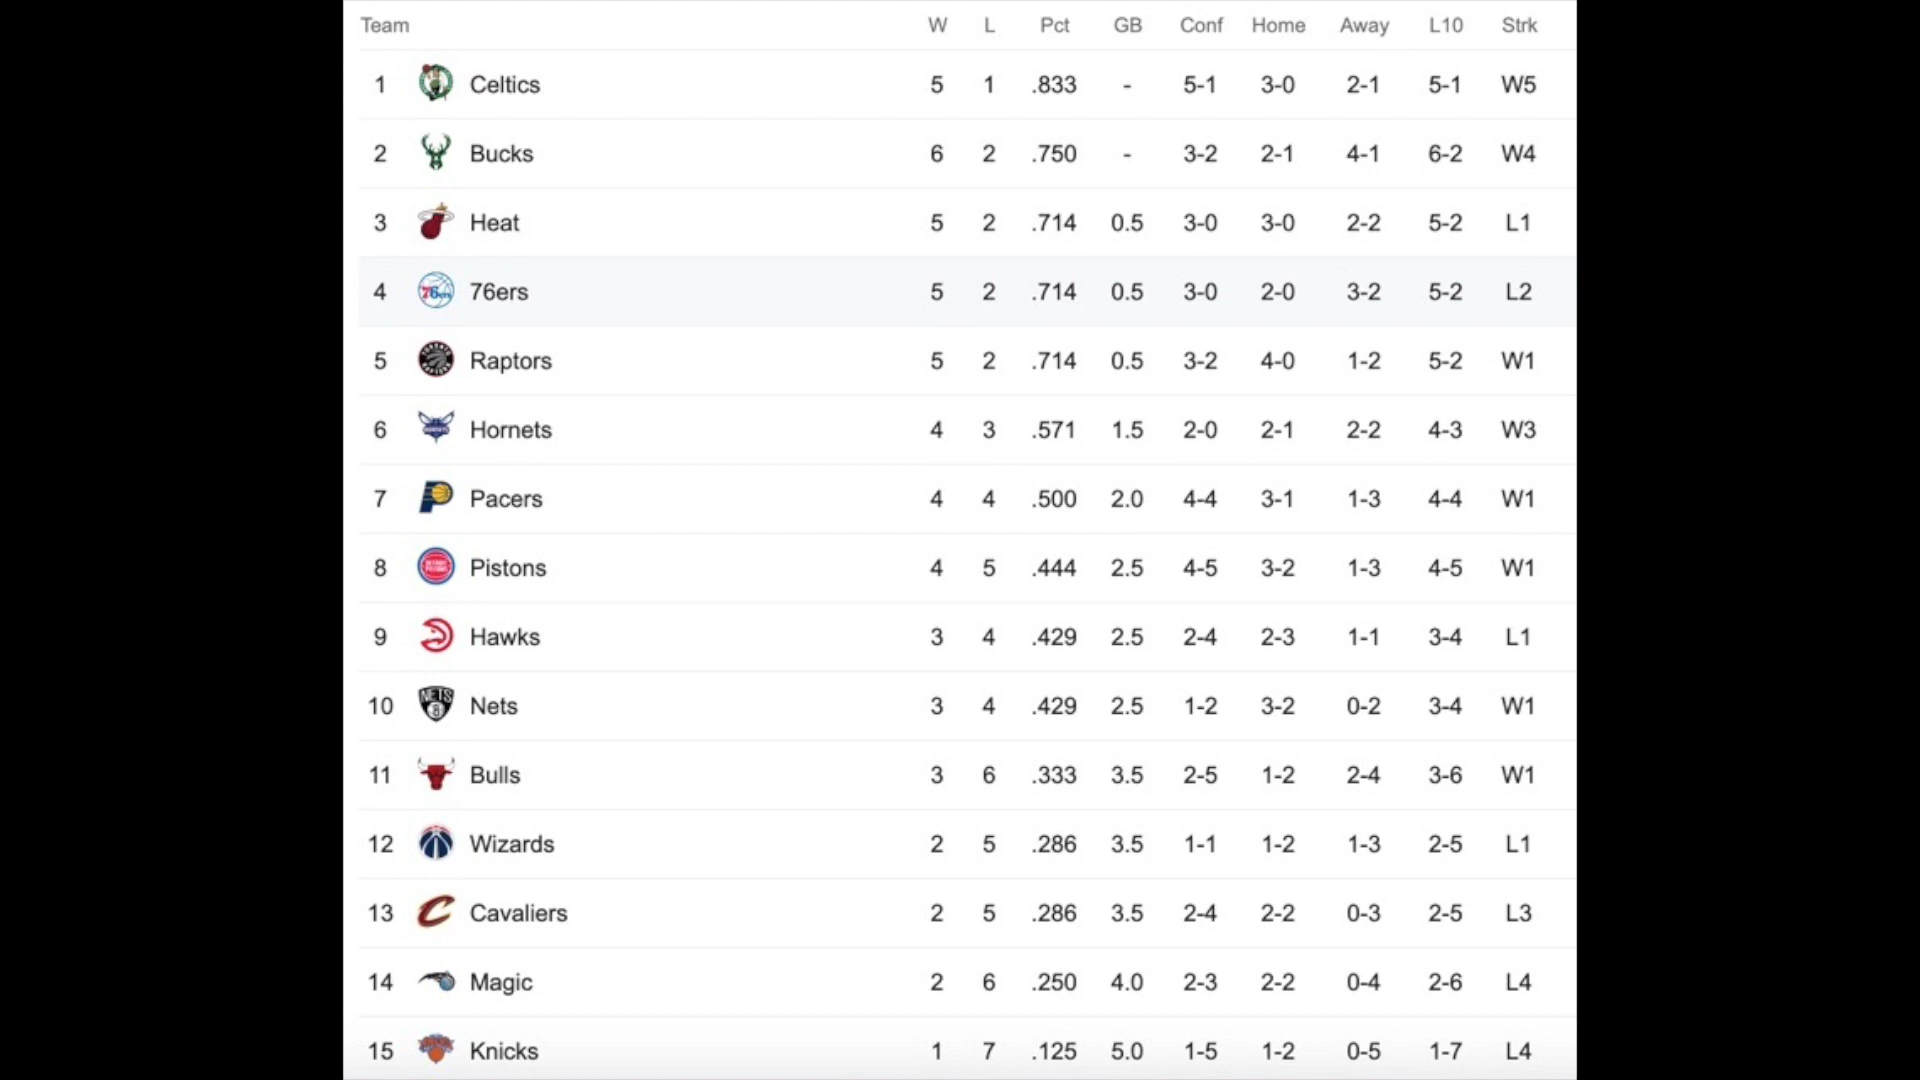 Team W L Pct GB Conf Home Away L10 Strk
1 Celtics 5 1 .833 - 5-1 3-0 2-1 5-1 W5
2 Bucks 6 2 .750 - 3-2 2-1 4-1 6-2 W4
3 Heat 5 2 .714 0.5 3-0 3-0 2-2 5-2 L1
4 76ers 76ers 5 2 .714 0.5 3-0 2-0 3-2 5-2 L2
5 Raptors 5 2 .714 0.5 3-2 4-0 1-2 5-2 W1
6 Hornets 4 3 .571 1.5 2-0 2-1 2-2 4-3 W3
7 Pacers 4 4 .500 2.0 4-4 3-1 1-3 4-4 W1
8 Pistons 4 5 .444 2.5 4-5 3-2 1-3 4-5 W1
9 Hawks 3 4 .429 2.5 2-4 2-3 1-1 3-4 L1
10 NETS B Nets 3 4 .429 2.5 1-2 3-2 0-2 3-4 W1
11 Bulls 3 6 .333 3.5 2-5 1-2 2-4 3-6 W1
12 Wizards 2 5 .286 3.5 1-1 1-2 1-3 2-5 L1
13 Cavaliers 2 5 .286 3.5 2-4 2-2 0-3 2-5 L3
14 Magic 2 6 .250 4.0 2-3 2-2 0-4 2-6 L4
15 Knicks 1 7 .125 5.0 1-5 1-2 0-5 1-7 L4